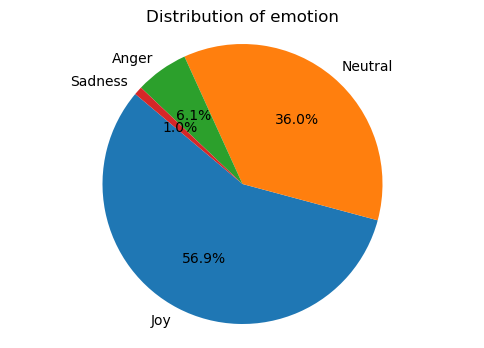 Distribution of emotion
Anger
Neutral
Sadness
6.1%
36.0%
1.0%
56.9%
Joy